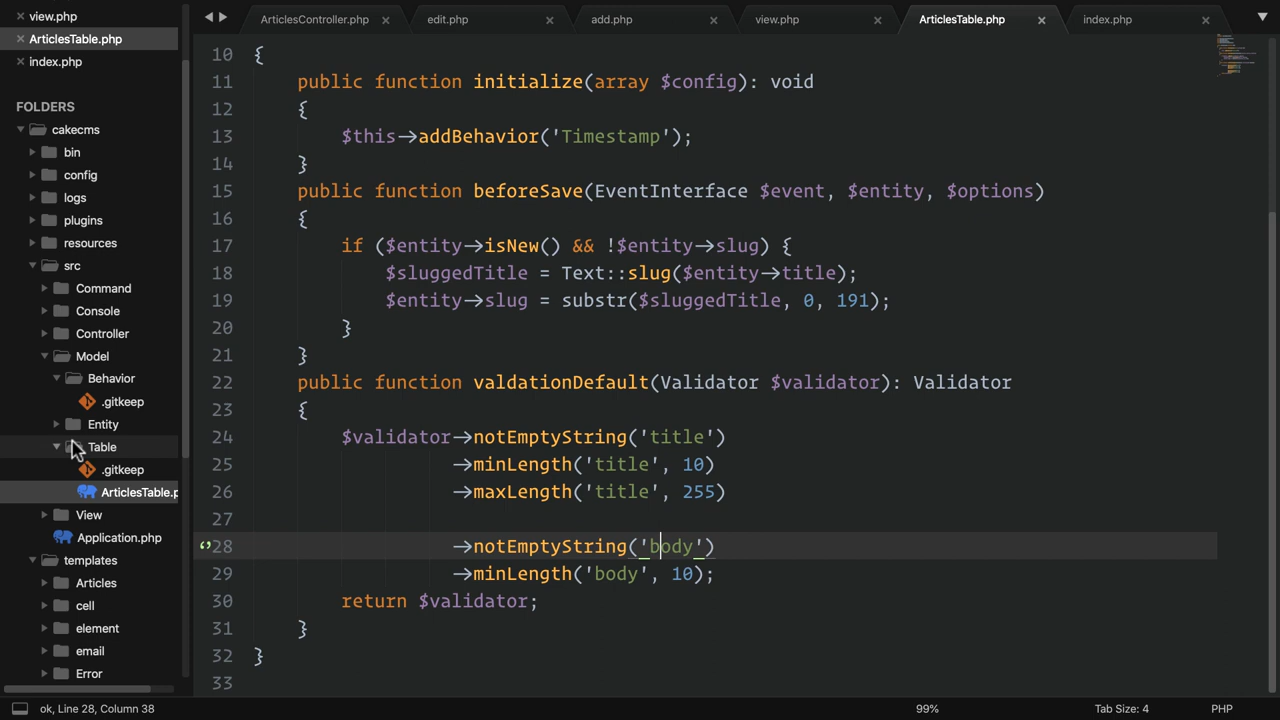 view.php
ArticlesTable.php
index.php
FOLDERS
cakecms
bin
config
logs
plugins
resources
src
Command
Console
Controller
Model
Behavior
.gitkeep
Entity
Table
.gitkeep
ArticlesTable.p
View
Application.php
templates
Articles
cell
element
email
Error
ArticlesController.php
edit.php
add.php
view.php
ArticlesTable.php
index.php
10 {
11 public function initialize(array $config): void
12 {
13 $this→addBehavior('Timestamp');
14 }
15 public function beforeSave(EventInterface $event, $entity, $options)
16 {
17 if ($entity→isNew() && !$entity→slug) {
18 $sluggedTitle = Text::slug($entity→title);
19 $entity→slug = substr($sluggedTitle, 0, 191);
20 }
21 }
22 public function valdationDefault(Validator $validator): Validator
23 {
24 $validator→notEmptyString('title')
25 →minLength('title', 10)
26 →maxLength('title', 255)
27
28 →notEmptyString('body')
29 →minLength('body', 10);
30 return $validator;
31 }
32 }
33
ok, Line 28, Column 38
99%
Tab Size: 4
PHP